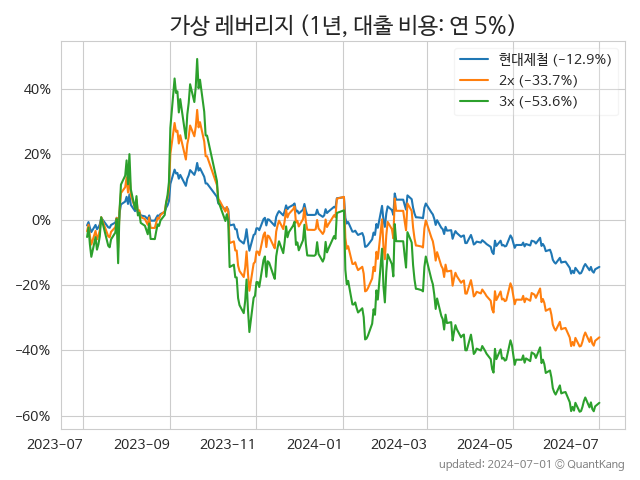 가상 레버리지 (1년, 대출 비용: 연 5%)
현대제철 (-12.9%)
2x (-33.7%)
3x (-53.6%)
40%
20%
0%
-20%
-40%
-60%
2023-07 2023-09 2023-11 2024-01 2024-03 2024-05 2024-07
updated: 2024-07-01 © QuantKang